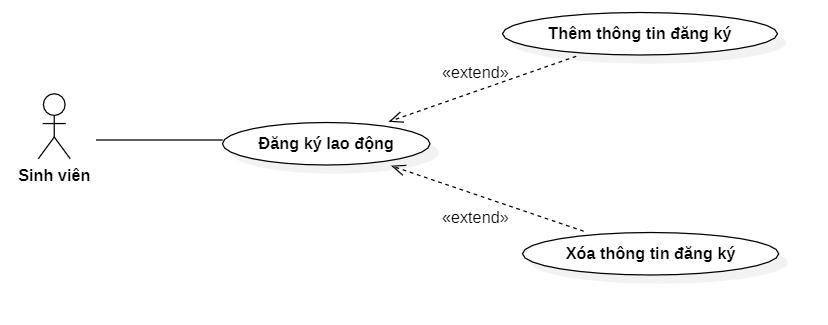 Thêm thông tin đăng ký
«extend»
Đăng ký lao động
Sinh viên
«extend»
Xóa thông tin đăng ký